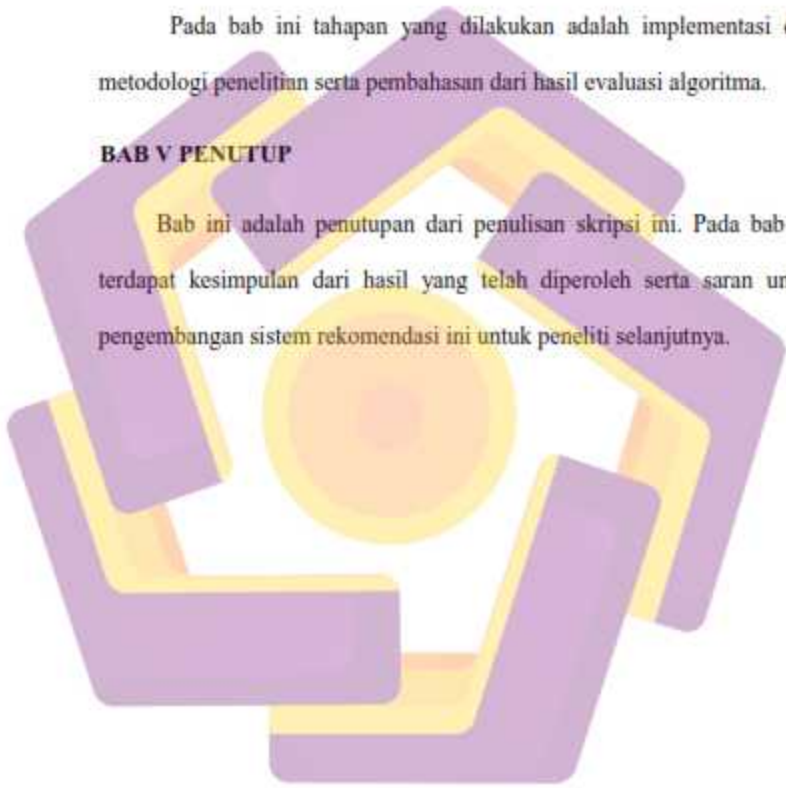 Pada bab ini tahapan yang dilakukan adalah implementasi
metodologi penelitian serta pembahasan dari hasil evaluasi algoritma.
BAB V PENUTUP
Bab ini adalah penutupan dari penulisan skripsi ini. Pada bab
terdapat kesimpulan dari hasil yang telah diperoleh serta saran
pengembangan sistem rekomendasi ini untuk peneliti selanjutnya.